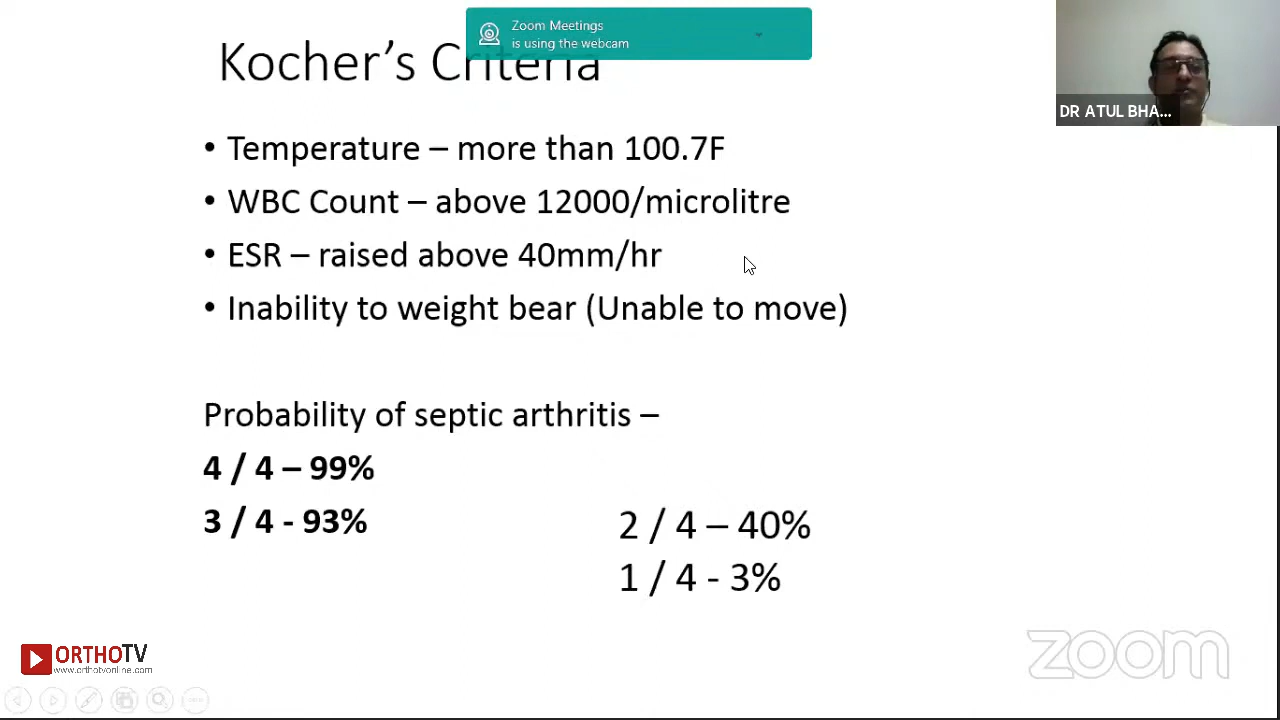 Zoom Meetings
is using the webcam
Kocher's Criteria
DR ATUL BHA...
• Temperature – more than 100.7F
• WBC Count – above 12000/microlitre
• ESR – raised above 40mm/hr
• Inability to weight bear (Unable to move)
Probability of septic arthritis –
4 / 4 – 99%
3 / 4 - 93%
2 / 4 – 40%
1 / 4 - 3%
ORTHOTV
www.orthotvonline.com
zoom